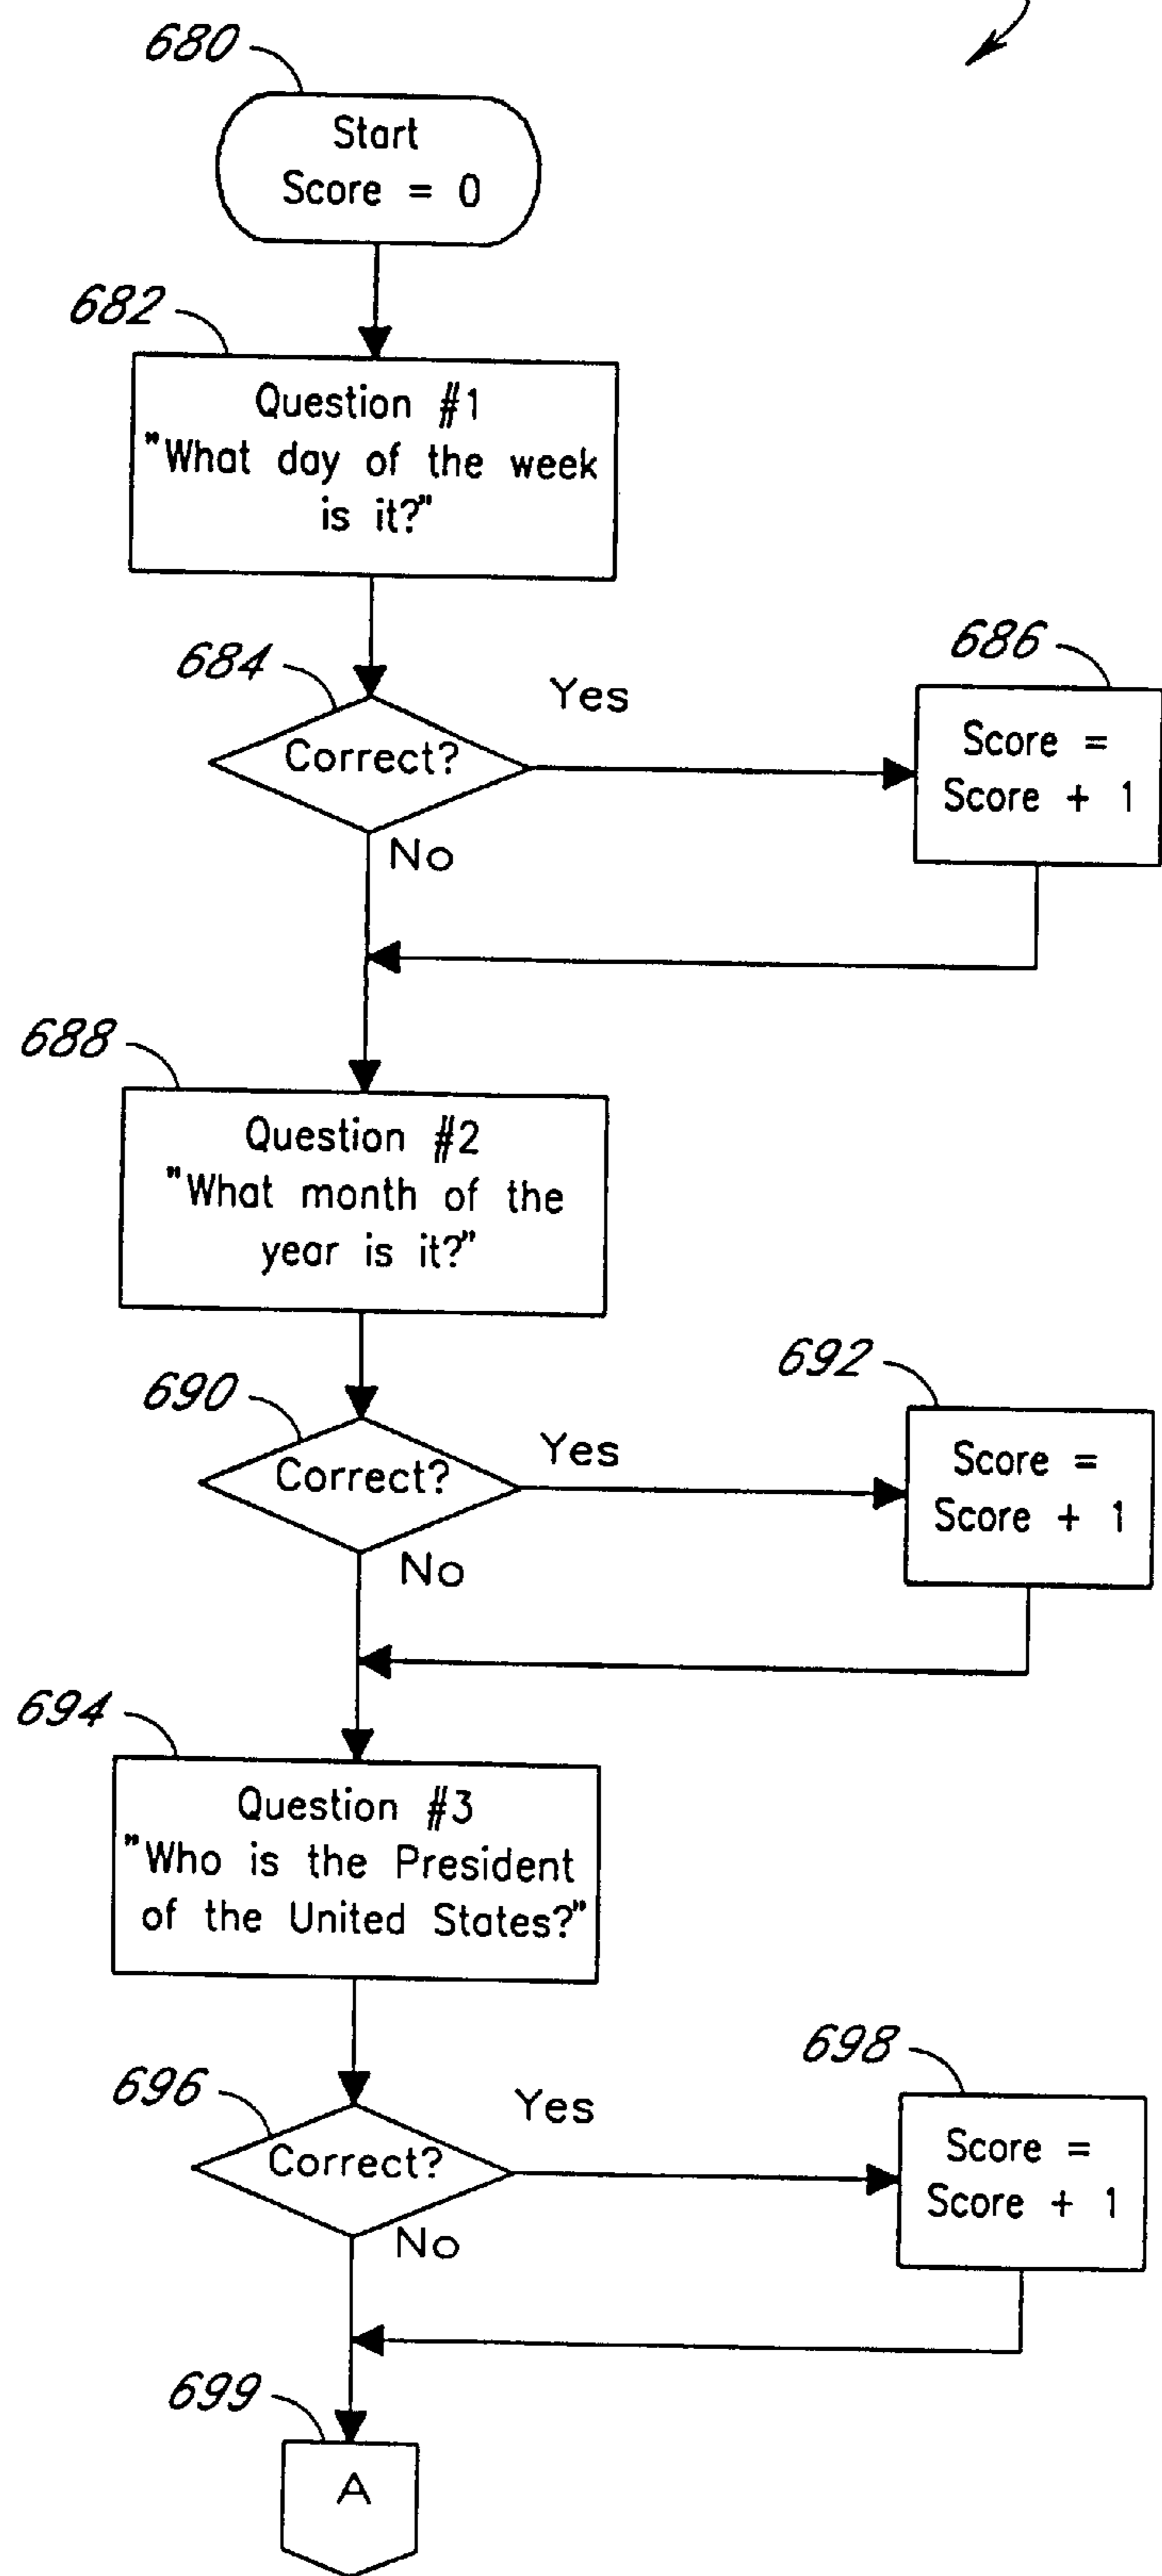 680
Start
Score = 0
682
Question #1
"What day of the week
is it?"
684
Correct?
Yes
686
Score =
Score + 1
No
688
Question #2
"What month of the
year is it?"
690
Correct?
Yes
692
Score =
Score + 1
No
694
Question #3
"Who is the President
of the United States?"
696
Correct?
Yes
698
Score =
Score + 1
No
699
A